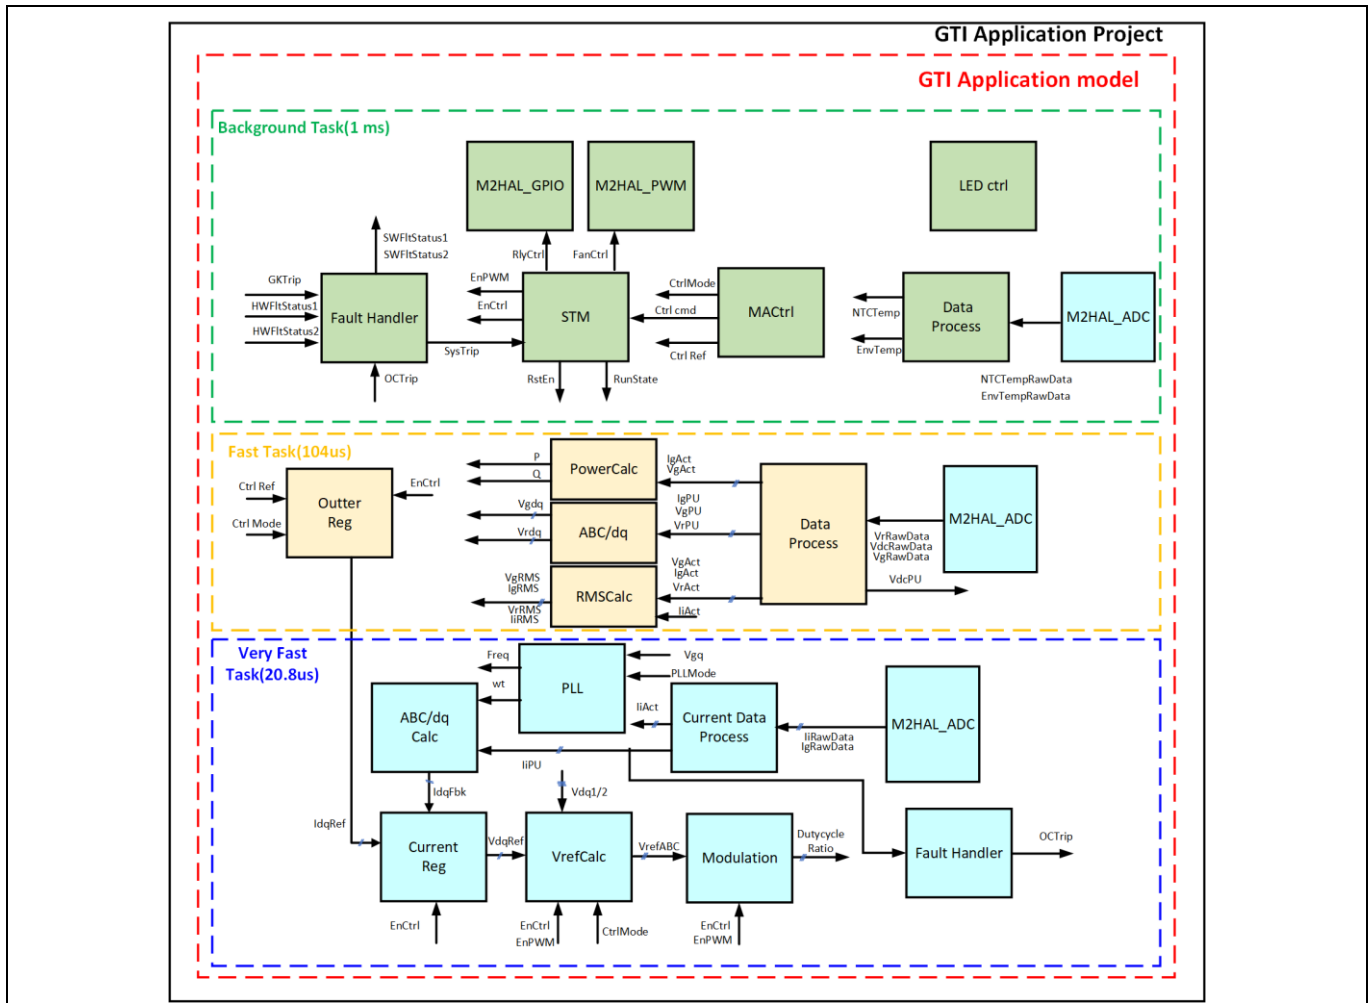 GTI Application Project
GTI Application model
Background Task(1 ms)
M2HAL_GPIO
M2HAL_PWM
LED ctrl
SWFltStatus1
SWFltStatus2
RlyCtrl
FanCtrl
GKTrip
HWFltStatus1
HWFltStatus2
Fault Handler
EnPWM
EnCtrl
STM
CtrlMode
Ctrl cmd
Ctrl Ref
MACtrl
NTCTemp
EnvTemp
Data
Process
M2HAL_ADC
SysTrip
OCTrip
RstEn
RunState
NTCTempRawData
EnvTempRawData
Fast Task(104us)
Ctrl Ref
Ctrl Mode
Outter
Reg
EnCtrl
P
Q
PowerCalc
IgAct
VgAct
Vgdq
Vrdq
ABC/dq
IgPU
VgPU
VrPU
VgRMS
IgRMS
VrRMS
IiRMS
RMSCalc
VgAct
IgAct
VrAct
IiAct
Data
Process
M2HAL_ADC
VrRawData
VdcRawData
VgRawData
VdcPU
Very Fast
Task(20.8us)
Freq
wt
PLL
Vgq
PLLMode
ABC/dq
Calc
IiAct
Current Data
Process
IiRawData
IgRawData
M2HAL_ADC
IiPU
IdqFbk
Vdq1/2
IdqRef
Current
Reg
VdqRef
VrefCalc
VrefABC
Modulation
Dutycycle
Ratio
Fault Handler
OCTrip
EnCtrl
EnCtrl
EnPWM
CtrlMode
EnCtrl
EnPWM